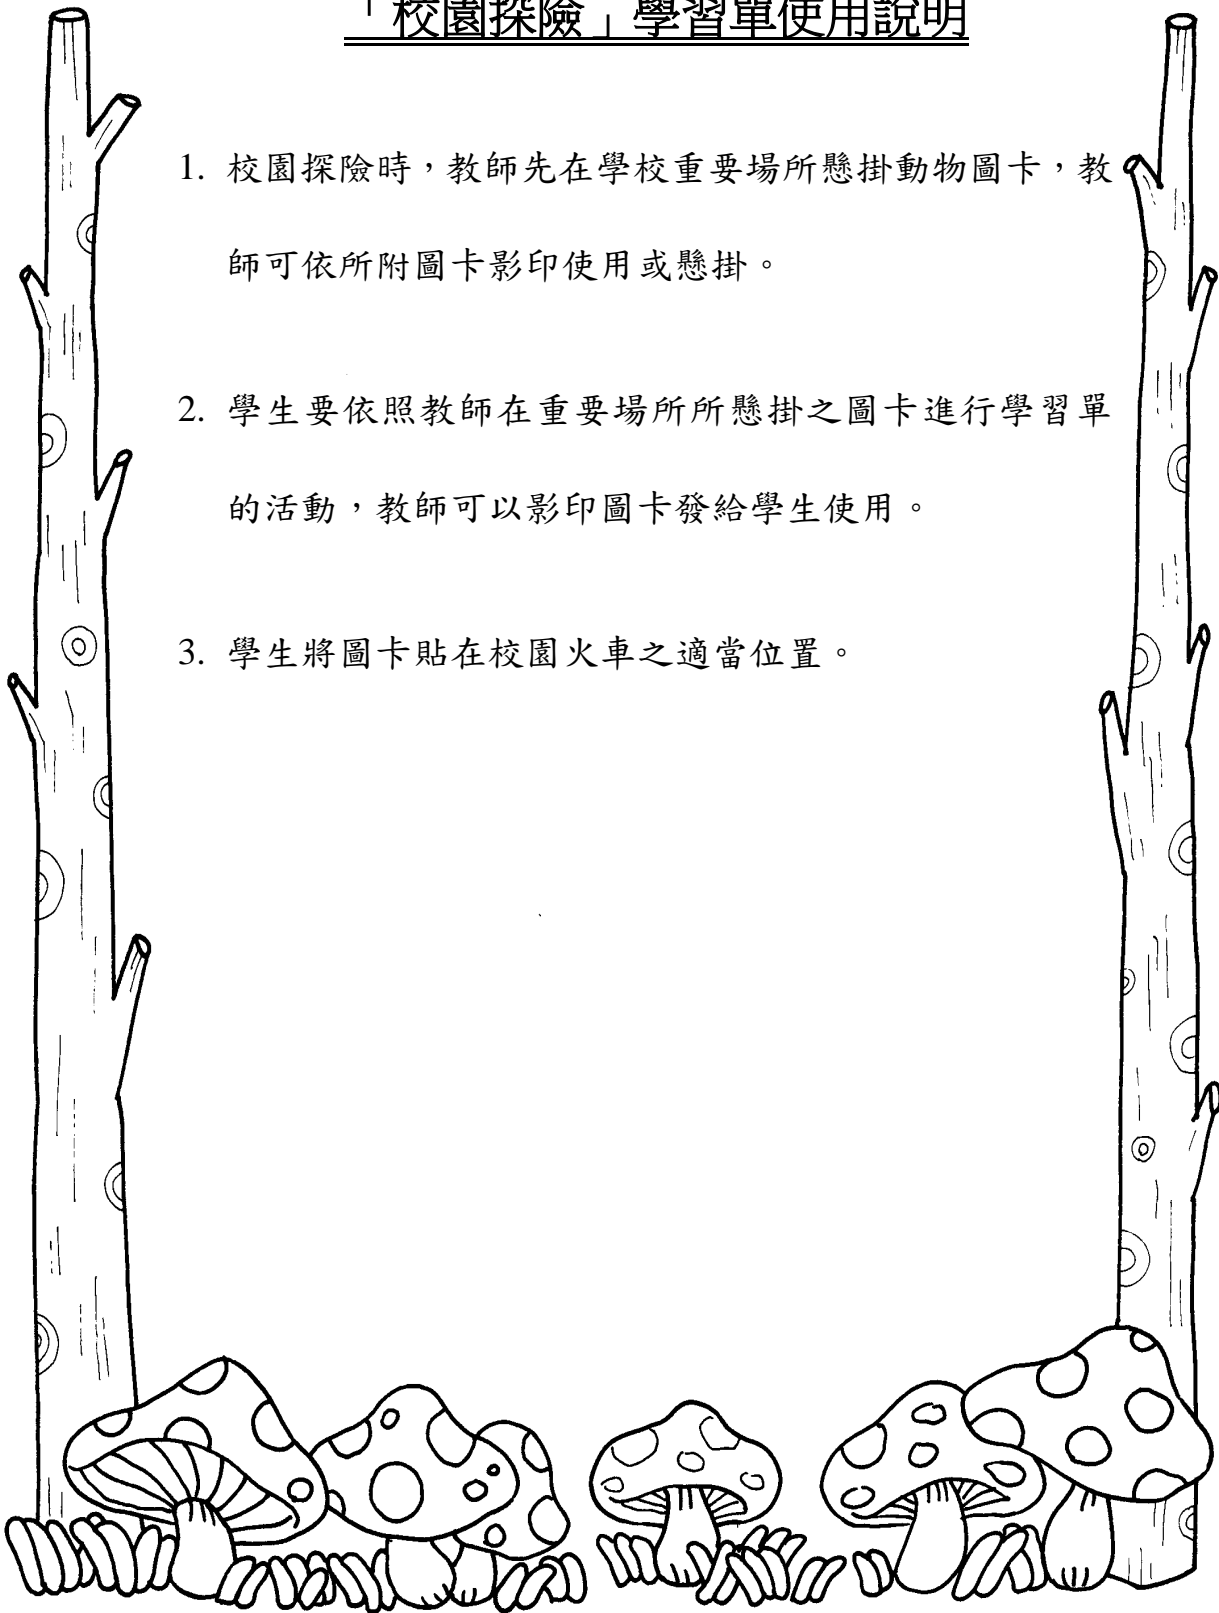 「校園探險」學習單使用說明
1. 校園探險時，教師先在學校重要場所懸掛動物圖卡，教
師可依所附圖卡影印使用或懸掛。
2. 學生要依照教師在重要場所所懸掛之圖卡進行學習單
的活動，教師可以影印圖卡發給學生使用。
3. 學生將圖卡貼在校園火車之適當位置。